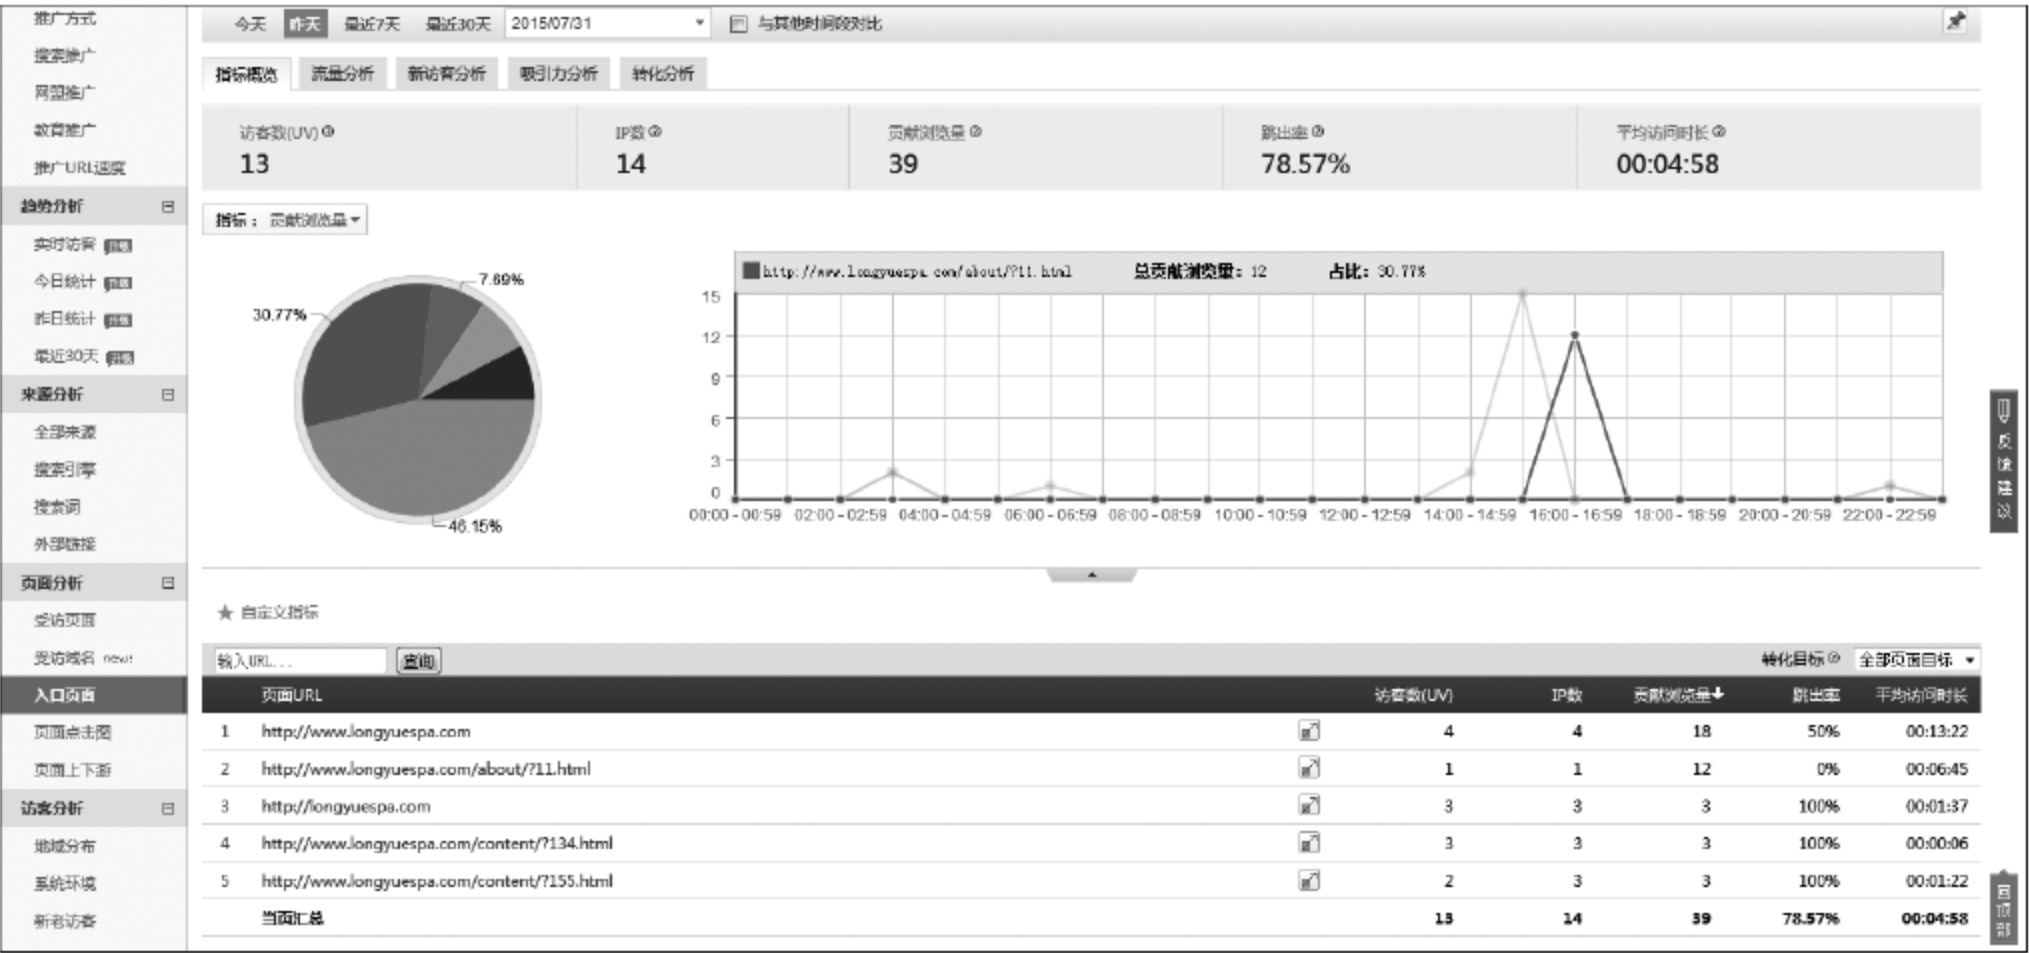 推广方式
搜索推广
网盟推广
教育推广
推广URL速度
趋势分析
实时访客 升级
今日统计 升级
昨日统计 升级
最近30天 升级
来源分析
全部来源
搜索引擎
搜索词
外部链接
页面分析
受访页面
受访域名 new!
入口页面
页面点击图
页面上下游
访客分析
地域分布
系统环境
新老访客
今天 昨天 最近7天 最近30天 2015/07/31 与其他时间段对比
指标概览 流量分析 新访客分析 吸引力分析 转化分析
访客数(UV) IP数 贡献浏览量 跳出率 平均访问时长
13 14 39 78.57% 00:04:58
指标： 贡献浏览量
7.69%
30.77%
46.15%
http://www.longyuespa.com/about/?11.html 总贡献浏览量: 12 占比: 30.77%
15
12
9
6
3
0
00:00 - 00:59 02:00 - 02:59 04:00 - 04:59 06:00 - 06:59 08:00 - 08:59 10:00 - 10:59 12:00 - 12:59 14:00 - 14:59 16:00 - 16:59 18:00 - 18:59 20:00 - 20:59 22:00 - 22:59
自定义指标
输入URL... 查询 转化目标 全部页面目标
页面URL 访客数(UV) IP数 贡献浏览量 跳出率 平均访问时长
1 http://www.longyuespa.com 4 4 18 50% 00:13:22
2 http://www.longyuespa.com/about/?11.html 1 1 12 0% 00:06:45
3 http://longyuespa.com 3 3 3 100% 00:01:37
4 http://www.longyuespa.com/content/?134.html 3 3 3 100% 00:00:06
5 http://www.longyuespa.com/content/?155.html 2 3 3 100% 00:01:22
当页汇总 13 14 39 78.57% 00:04:58
反馈建议
回顶部